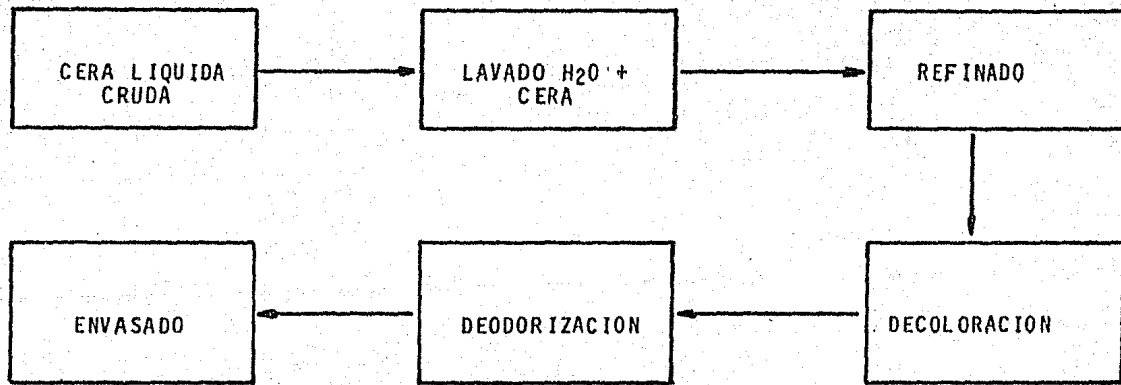 CERA LIQUIDA
CRUDA
LAVADO H2O +
CERA
REFINADO
DECOLORACION
DEODORIZACION
ENVASADO